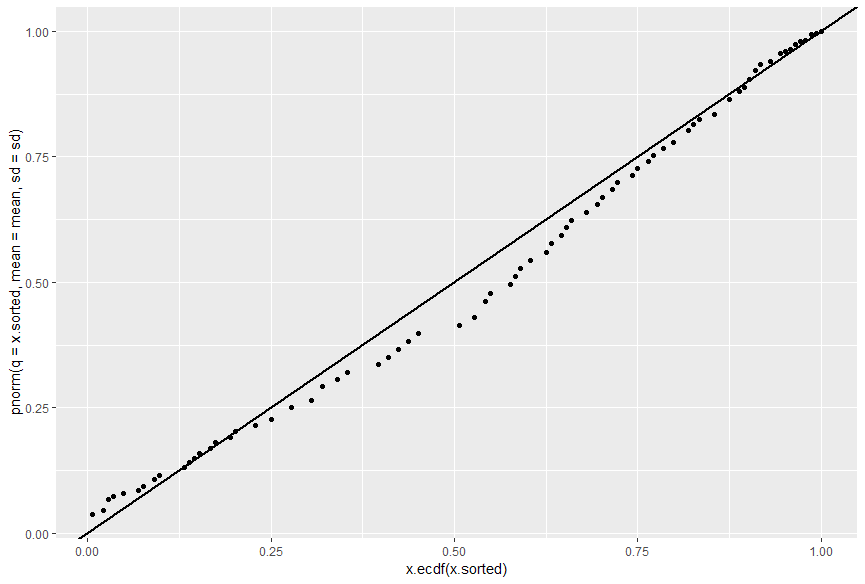 1.00
0.75
0.50
0.25
0.00
pnorm(q = x.sorted, mean = mean, sd = sd)
0.00 0.25 0.50 0.75 1.00
x.ecdf(x.sorted)